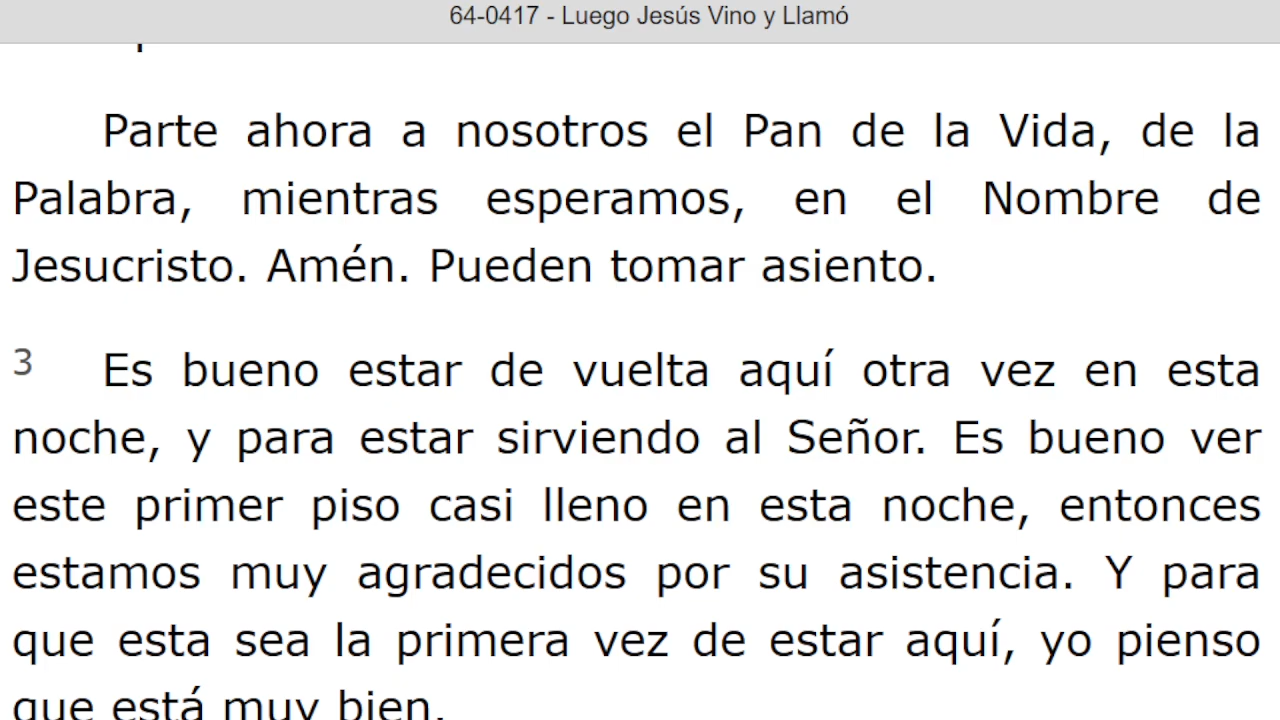 64-0417 - Luego Jesús Vino y Llamó
Parte ahora a nosotros el Pan de la Vida, de la
Palabra, mientras esperamos, en el Nombre de
Jesucristo. Amén. Pueden tomar asiento.
3 Es bueno estar de vuelta aquí otra vez en esta
noche, y para estar sirviendo al Señor. Es bueno ver
este primer piso casi lleno en esta noche, entonces
estamos muy agradecidos por su asistencia. Y para
que esta sea la primera vez de estar aquí, yo pienso
que está muy bien.